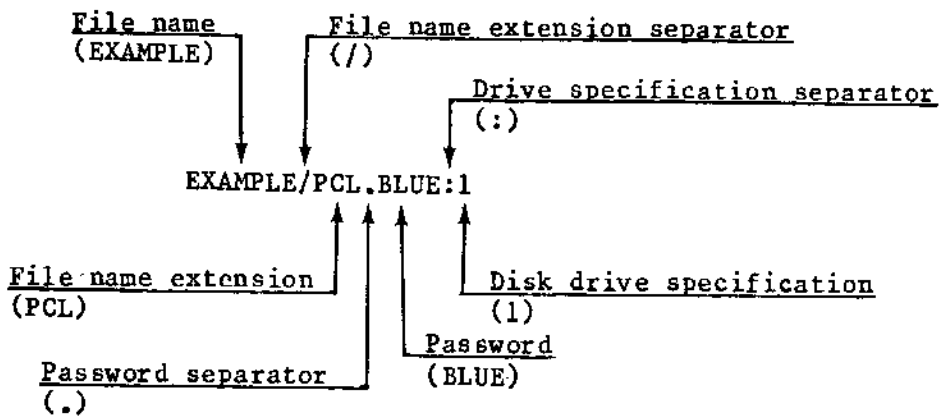 File name
(EXAMPLE)
File name extension separator
(/)
Drive specification separator
(:)
EXAMPLE/PCL.BLUE:1
File name extension
(PCL)
Disk drive specification
(1)
Password
(BLUE)
Password separator
(.)